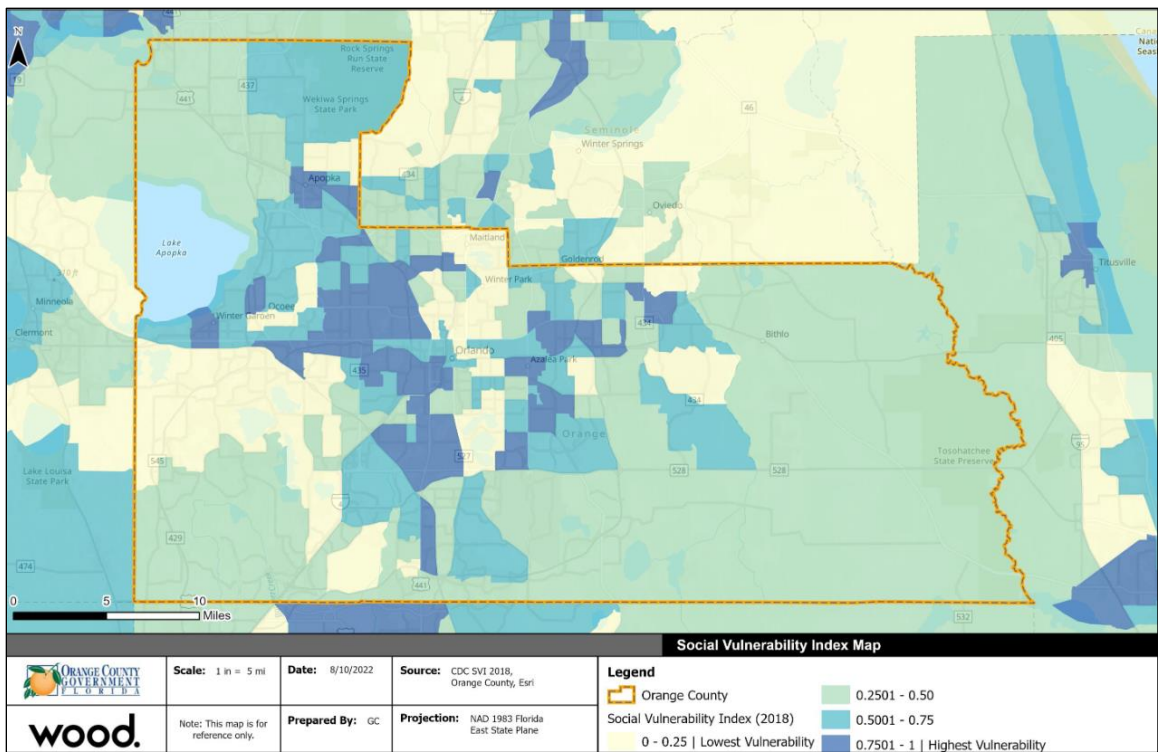 N
Rock Springs
Run State
Reserve
Wekiwa Springs
State Park
441
437
4
46
Seminole
Winter Springs
Apopka
434
Oviedo
Lake
Apopka
Maitland
Goldenrod
Titusville
Minneola
Winter Park
Ocoee
Winter Garden
434
Bithlo
405
Clermont
Orlando
Azalea Park
435
Orange
527
545
Lake Louisa
State Park
528
528
Tosohatchee
State Preserve
95
4
429
474
441
532
0 5 10
Miles
Social Vulnerability Index Map
ORANGE COUNTY
GOVERNMENT
FLORIDA
Scale: 1 in = 5 mi
Date: 8/10/2022
Source: CDC SVI 2018,
Orange County, Esri
wood.
Note: This map is for
reference only.
Prepared By: GC
Projection: NAD 1983 Florida
East State Plane
Legend
Orange County
Social Vulnerability Index (2018)
0 - 0.25 | Lowest Vulnerability
0.2501 - 0.50
0.5001 - 0.75
0.7501 - 1 | Highest Vulnerability